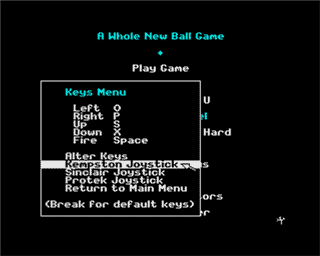 A Whole New Ball Game
Play Game
Keys Menu
Left O
Right P
Up S
Down X
Fire Space
U
Hard
Alter Keys
Kempston Joystick
Sinclair Joystick
Protek Joystick
Return to Main Menu
(Break for default keys)